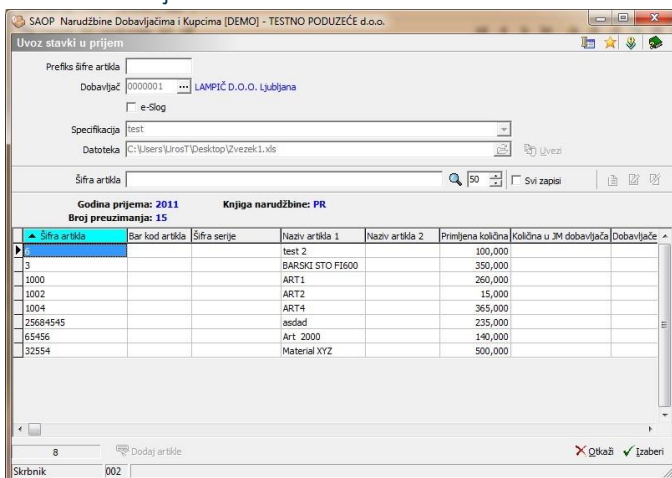 SAOP Narudžbine Dobavljačima i Kupcima [DEMO] - TESTNO PODUZEĆE d.o.o.
Uvoz stavki u prijem
Prefiks šifre artikla
Dobavljač 0000001 ... LAMPIČ D.O.O. Ljubljana
e-Slog
Specifikacija test
Datoteka C:\Users\UrosT\Desktop\Zvezek1.xls Uvezi
Šifra artikla 50 Svi zapisi
Godina prijema: 2011 Knjiga narudžbine: PR
Broj preuzimanja: 15
Šifra artikla Bar kod artikla Šifra serije Naziv artikla 1 Naziv artikla 2 Primljena količina Količina u JM dobavljača Dobavljače
6 test 2 100,000
3 BARSKI STO FI600 350,000
1000 ART1 260,000
1002 ART2 15,000
1004 ART4 365,000
25684545 asdad 235,000
65456 Art 2000 140,000
32554 Material XYZ 500,000
8 Dodaj artikle Otkaži Izaberi
Skrbnik 002